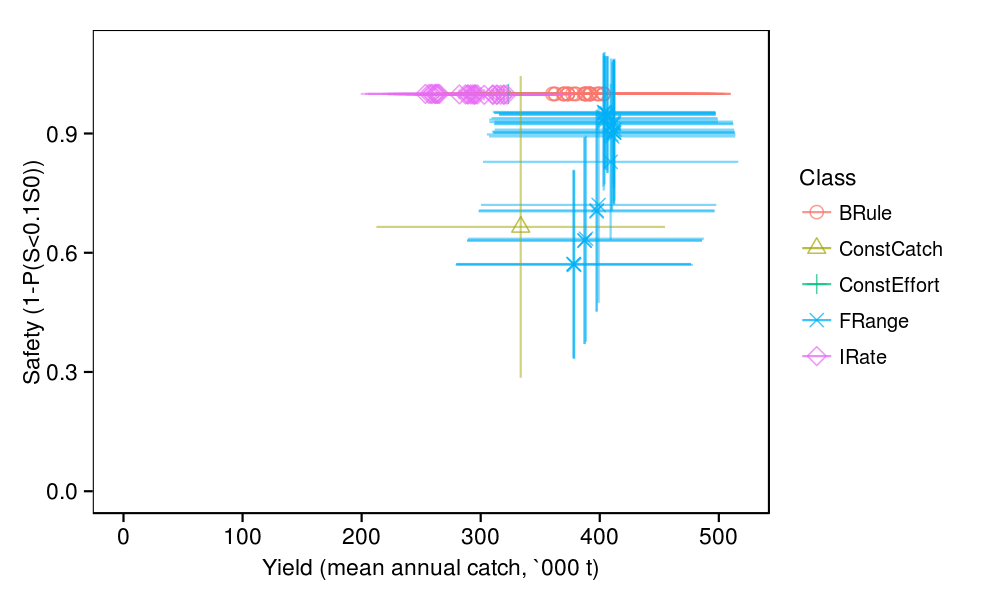 Safety (1-P(S<0.1S0))
0.9
0.6
0.3
0.0
0 100 200 300 400 500
Yield (mean annual catch, `000 t)
Class
BRule
ConstCatch
ConstEffort
FRange
IRate